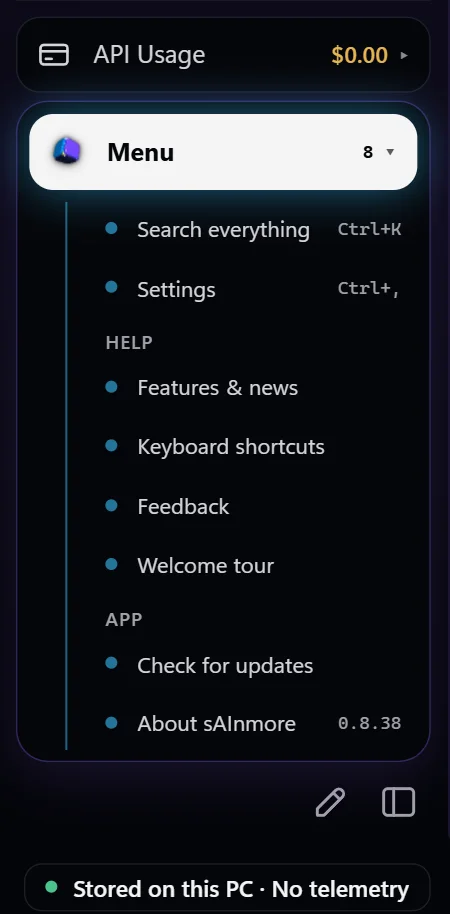 API Usage $0.00
Menu 8
Search everything Ctrl+K
Settings Ctrl+,
HELP
Features & news
Keyboard shortcuts
Feedback
Welcome tour
APP
Check for updates
About sAInmore 0.8.38
Stored on this PC · No telemetry